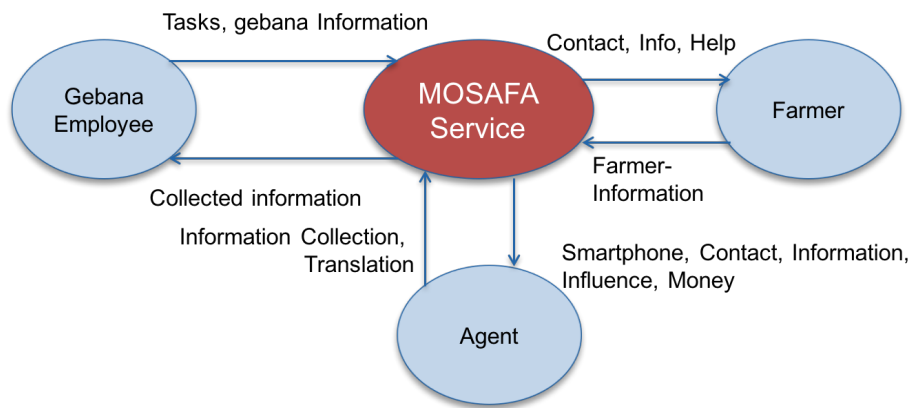 Tasks, gebana Information
Contact, Info, Help
Gebana
Employee
MOSAFA
Service
Farmer
Collected information
Farmer-
Information
Information Collection,
Translation
Smartphone, Contact, Information,
Influence, Money
Agent